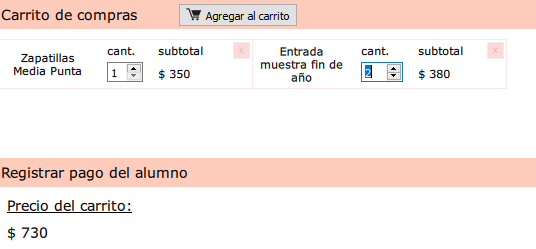 Carrito de compras
Agregar al carrito
Zapatillas
Media Punta
cant.
1
subtotal
$ 350
x
Entrada
muestra fin de
año
cant.
2
subtotal
$ 380
x
Registrar pago del alumno
Precio del carrito:
$ 730